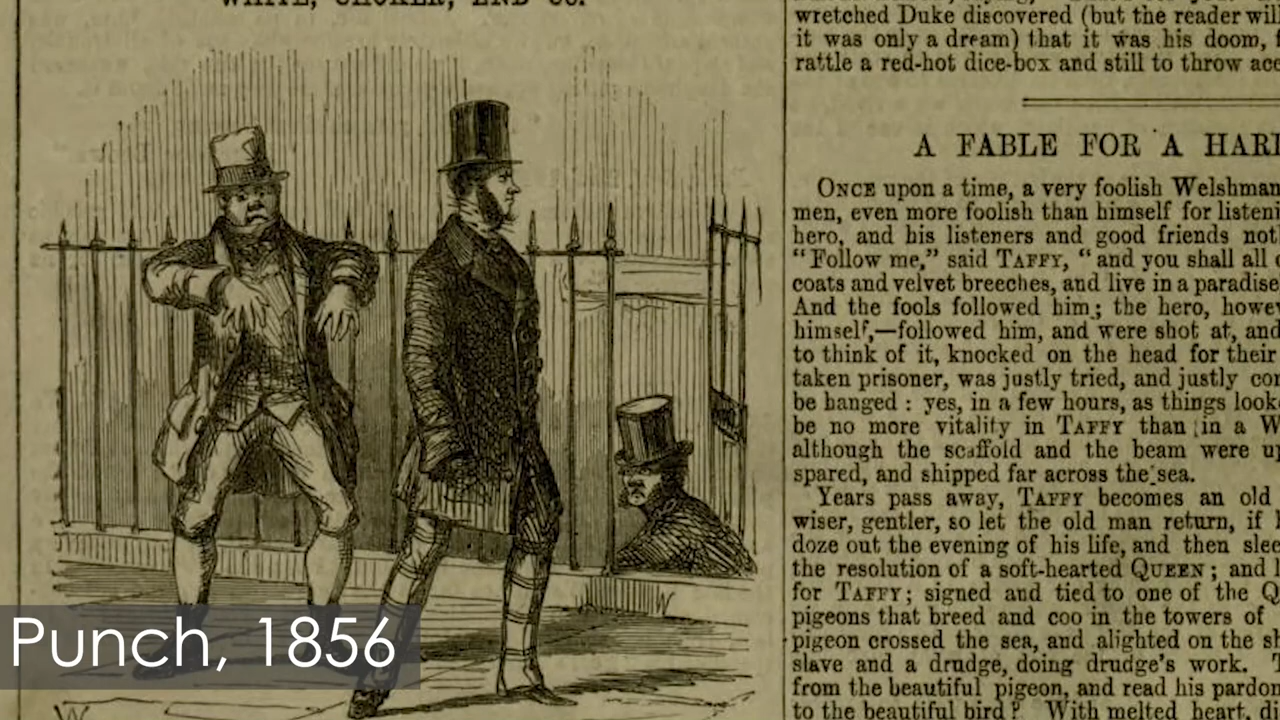 WHITE, CHOKER, END CO.
wretched Duke discovered (but the reader will
it was only a dream) that it was his doom,
rattle a red-hot dice-box and still to throw ace
A FABLE FOR A HAR
ONCE upon a time, a very foolish Welshman
men, even more foolish than himself for listeni
hero, and his listeners and good friends not
"Follow me," said TAFFY, "and you shall all
coats and velvet breeches, and live in a paradise
And the fools followed him; the hero, howev
himself,—followed him, and were shot at, and
to think of it, knocked on the head for their
taken prisoner, was justly tried, and justly con
be hanged: yes, in a few hours, as things look
be no more vitality in TAFFY than in a W
although the scaffold and the beam were u
spared, and shipped far across the sea.
Years pass away, TAFFY becomes an old
wiser, gentler, so let the old man return, if
doze out the evening of his life, and then slee
the resolution of a soft-hearted QUEEN; and
for TAFFY; signed and tied to one of the Q
pigeons that breed and coo in the towers of
pigeon crossed the sea, and alighted on the sh
slave and a drudge, doing drudge's work.
from the beautiful pigeon, and read his pardon
to the beautiful bird? With melted heart, di
Punch, 1856